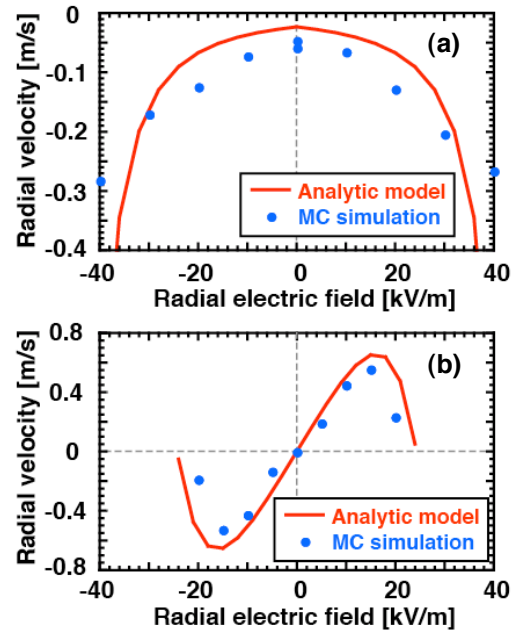 (a)
Radial velocity [m/s]
0
-0.1
-0.2
-0.3
-0.4
Analytic model
MC simulation
-40
-20
0
20
40
Radial electric field [kV/m]
(b)
Radial velocity [m/s]
0.8
0.4
0
-0.4
-0.8
Analytic model
MC simulation
-40
-20
0
20
40
Radial electric field [kV/m]